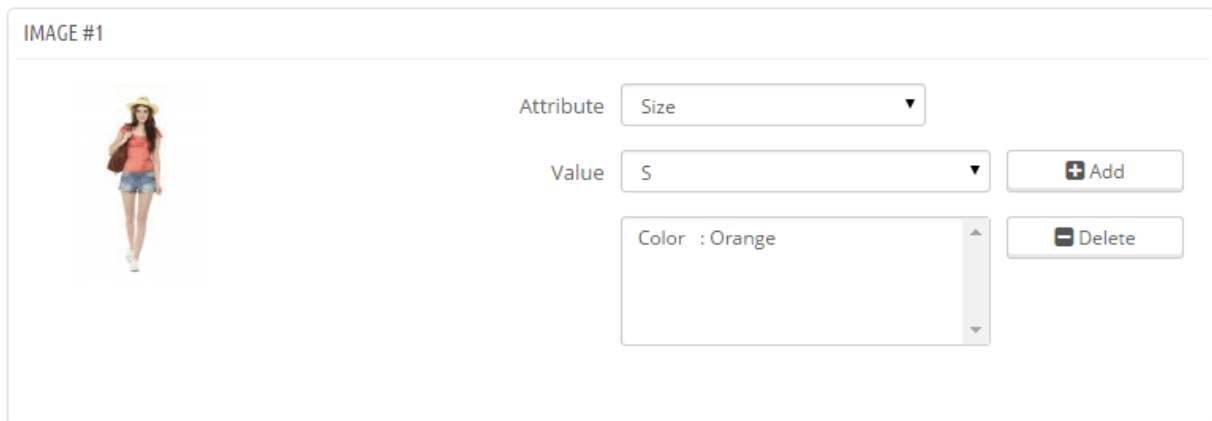 IMAGE #1
Attribute Size
Value S Add
Color : Orange Delete